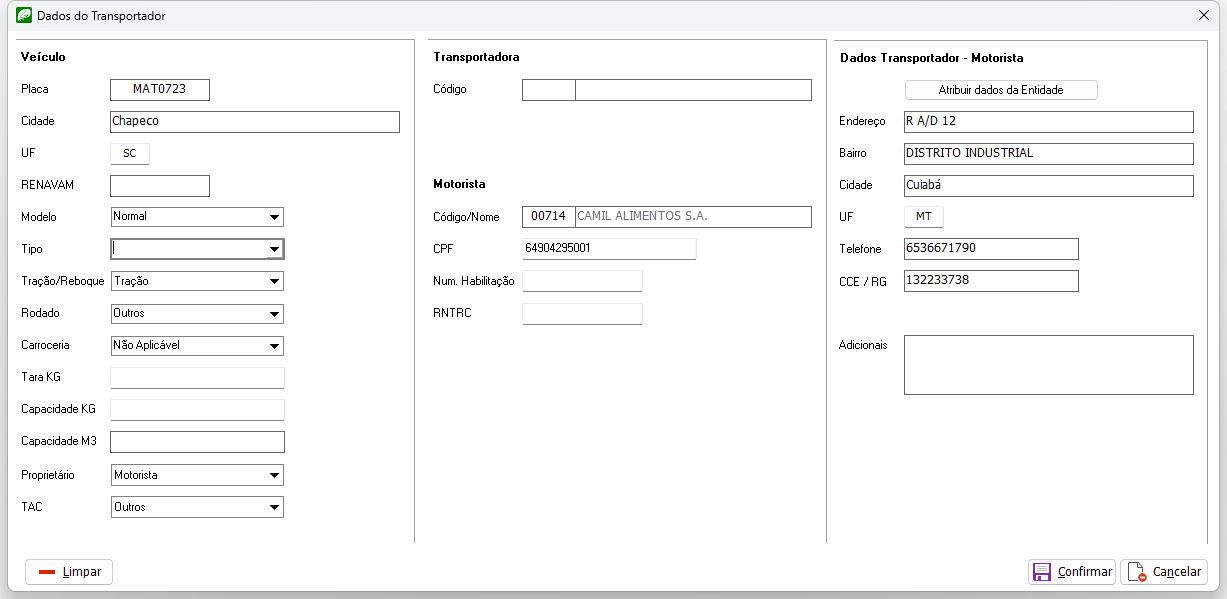 Dados do Transportador
Veículo
Placa MAT0723
Cidade Chapeco
UF SC
RENAVAM
Modelo Normal
Tipo
Tração/Reboque Tração
Rodado Outros
Carroceria Não Aplicável
Tara KG
Capacidade KG
Capacidade M3
Proprietário Motorista
TAC Outros
Transportadora
Código
Motorista
Código/Nome 00714 CAMIL ALIMENTOS S.A.
CPF 64904295001
Num. Habilitação
RNTRC
Dados Transportador - Motorista
Atribuir dados da Entidade
Endereço R A/D 12
Bairro DISTRITO INDUSTRIAL
Cidade Cuiabá
UF MT
Telefone 6536671790
CCE / RG 132233738
Adicionais
Limpar
Confirmar
Cancelar